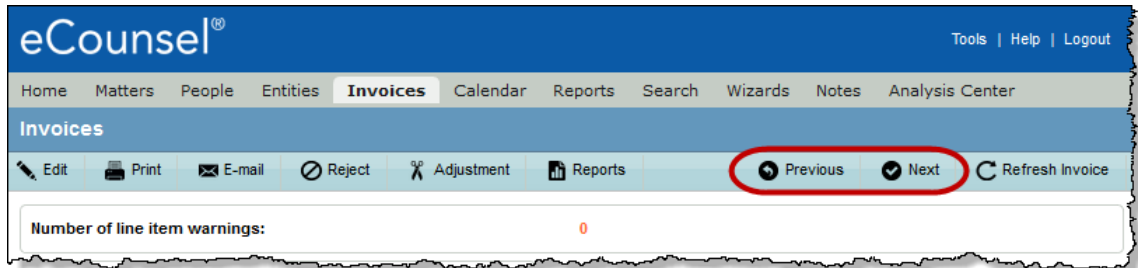 eCounsel®
Tools | Help | Logout
Home Matters People Entities Invoices Calendar Reports Search Wizards Notes Analysis Center
Invoices
Edit Print E-mail Reject Adjustment Reports Previous Next Refresh Invoice
Number of line item warnings: 0